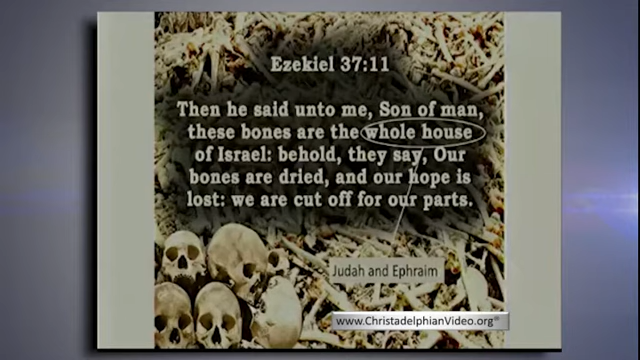 Ezekiel 37:11
Then he said unto me, Son of man,
these bones are the whole house
of Israel: behold, they say, Our
bones are dried, and our hope is
lost: we are cut off for our parts.
Judah and Ephraim
www.ChristadelphianVideo.org®